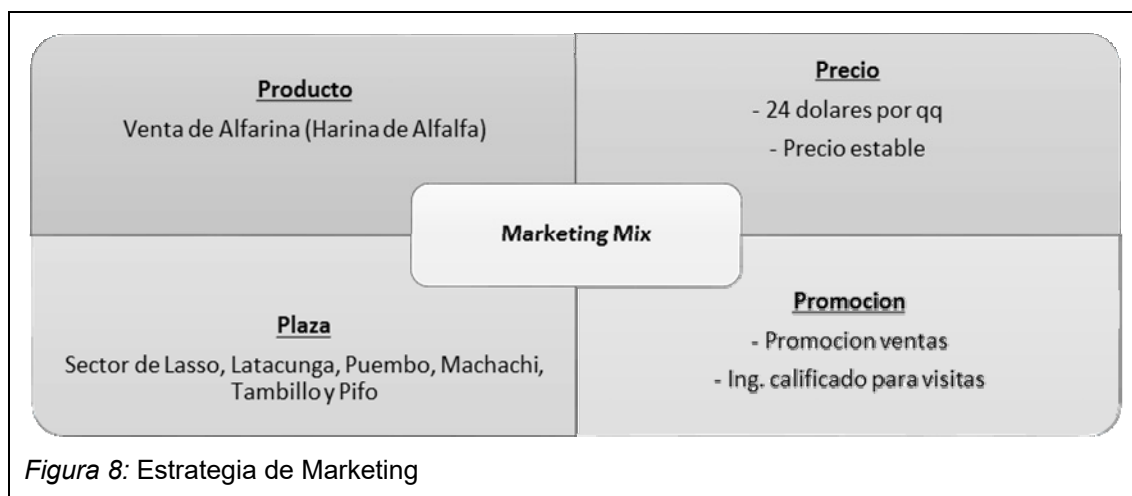 Producto
Venta de Alfarina (Harina de Alfalfa)
Precio
- 24 dolares por qq
- Precio estable
Marketing Mix
Plaza
Sector de Lasso, Latacunga, Puembo, Machachi,
Tambillo y Pifo
Promocion
- Promocion ventas
- Ing. calificado para visitas
Figura 8: Estrategia de Marketing